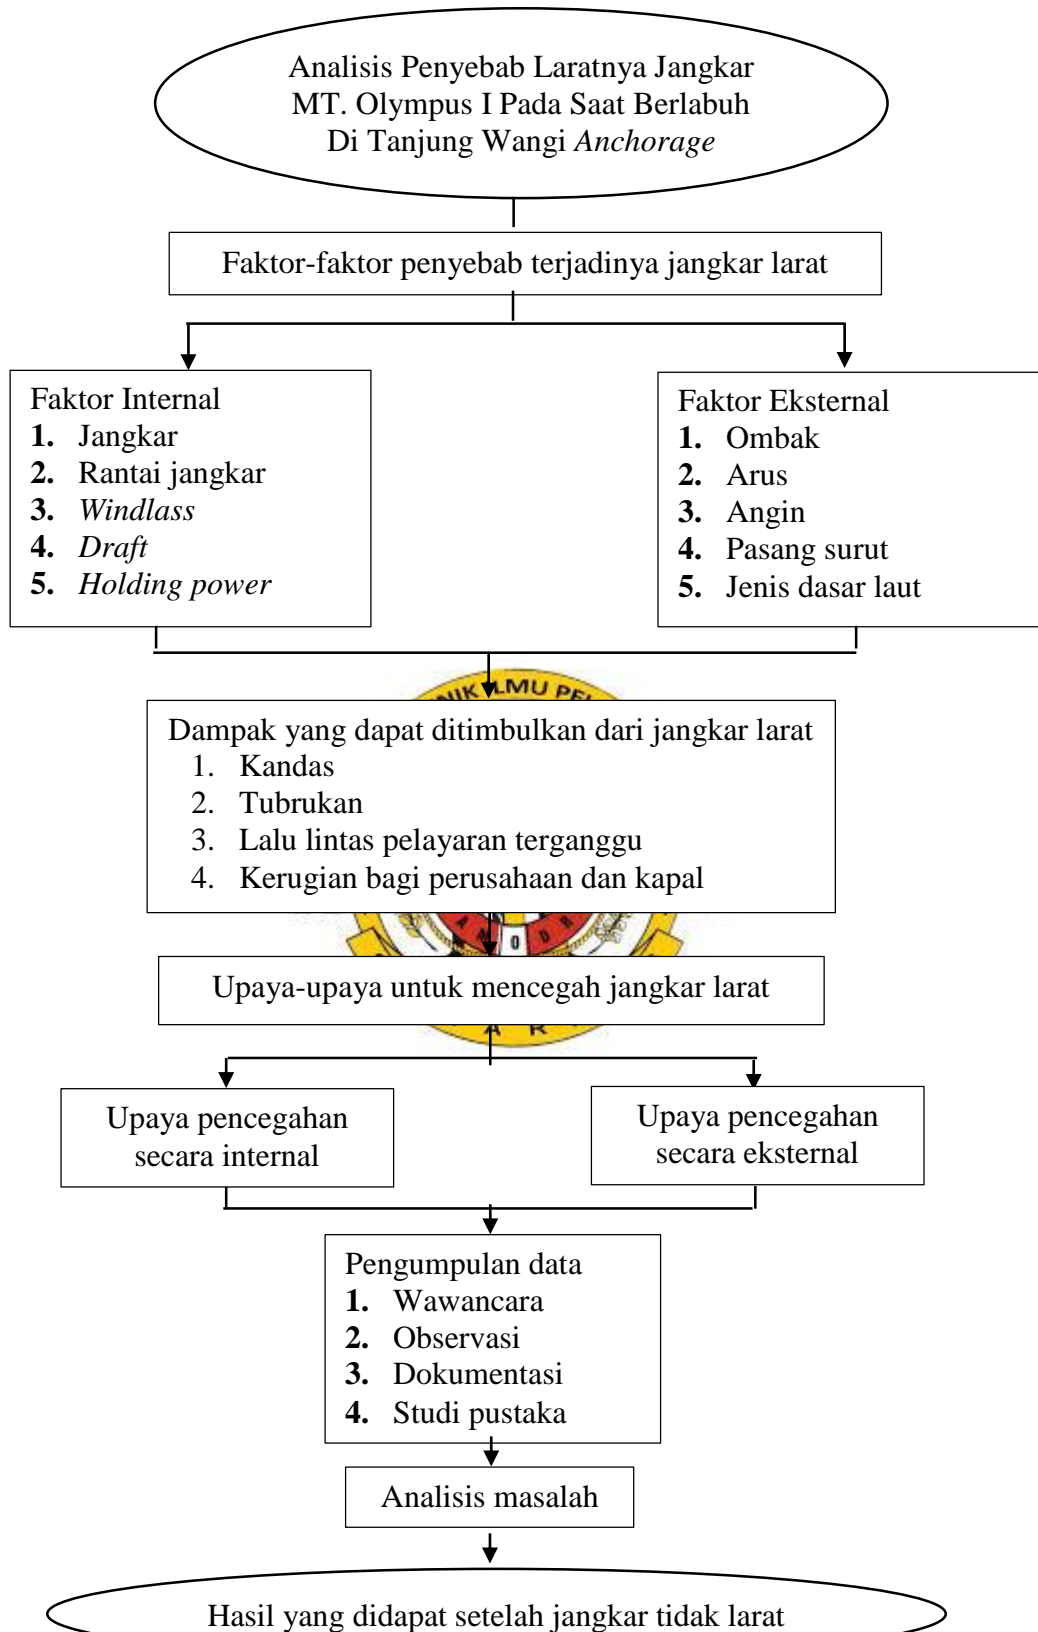 Analisis Penyebab Laratnya Jangkar
MT. Olympus I Pada Saat Berlabuh
Di Tanjung Wangi Anchorage
Faktor-faktor penyebab terjadinya jangkar larat
Faktor Internal
1. Jangkar
2. Rantai jangkar
3. Windlass
4. Draft
5. Holding power
Faktor Eksternal
1. Ombak
2. Arus
3. Angin
4. Pasang surut
5. Jenis dasar laut
NIK ILMU PE
Dampak yang dapat ditimbulkan dari jangkar larat
1. Kandas
2. Tubrukan
3. Lalu lintas pelayaran terganggu
4. Kerugian bagi perusahaan dan kapal
A M O D R
Upaya-upaya untuk mencegah jangkar larat
A R
Upaya pencegahan
secara internal
Upaya pencegahan
secara eksternal
Pengumpulan data
1. Wawancara
2. Observasi
3. Dokumentasi
4. Studi pustaka
Analisis masalah
Hasil yang didapat setelah jangkar tidak larat